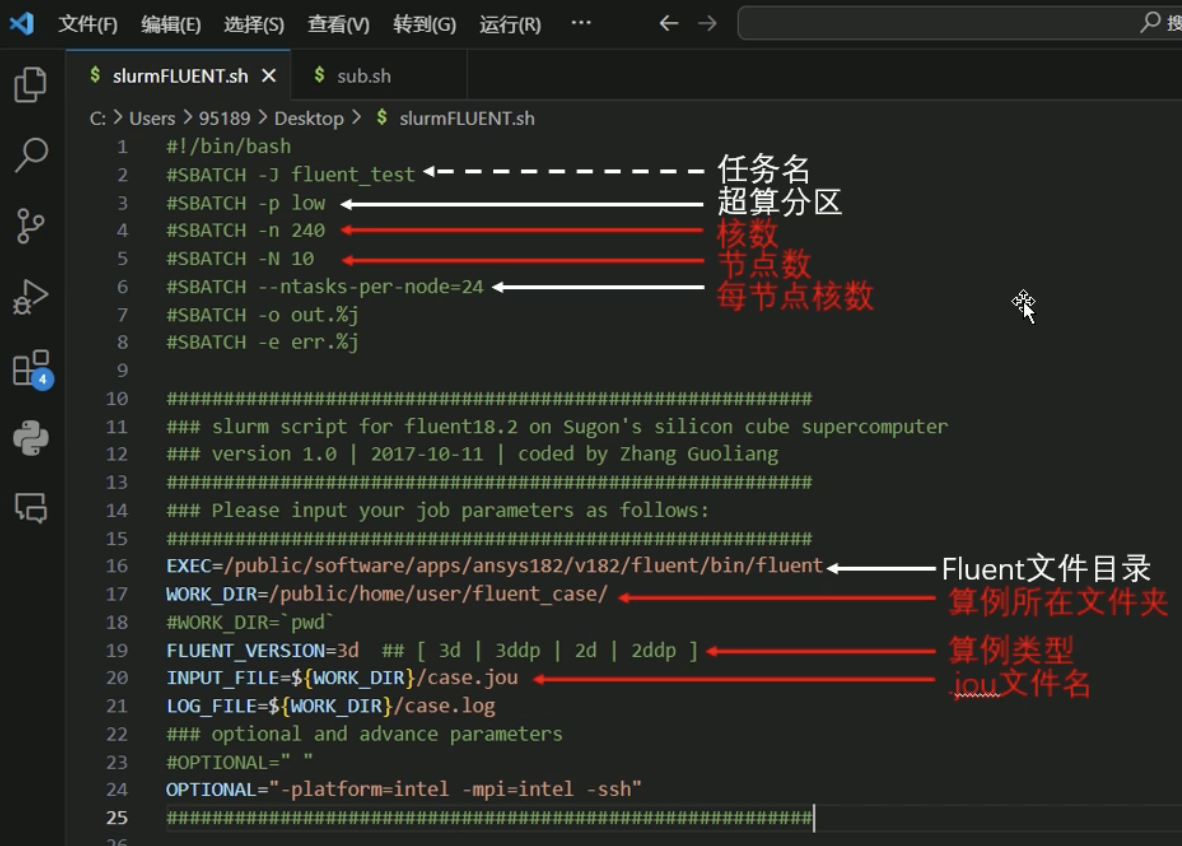 文件(F) 编辑(E) 选择(S) 查看(V) 转到(G) 运行(R) ··· 搜
slurmFLUENT.sh sub.sh
C: > Users > 95189 > Desktop > $ slurmFLUENT.sh
1 #!/bin/bash
2 #SBATCH -J fluent_test 任务名
3 #SBATCH -p low 超算分区
4 #SBATCH -n 240 核数
5 #SBATCH -N 10 节点数
6 #SBATCH --ntasks-per-node=24 每节点核数
7 #SBATCH -o out.%j
8 #SBATCH -e err.%j
9
10 #########################################################
11 ### slurm script for fluent18.2 on Sugon's silicon cube supercomputer
12 ### version 1.0 | 2017-10-11 | coded by Zhang Guoliang
13 #########################################################
14 ### Please input your job parameters as follows:
15 #########################################################
16 EXEC=/public/software/apps/ansys182/v182/fluent/bin/fluent Fluent文件目录
17 WORK_DIR=/public/home/user/fluent_case/ 算例所在文件夹
18 #WORK_DIR=`pwd`
19 FLUENT_VERSION=3d ## [ 3d | 3ddp | 2d | 2ddp ] 算例类型
20 INPUT_FILE=${WORK_DIR}/case.jou .jou文件名
21 LOG_FILE=${WORK_DIR}/case.log
22 ### optional and advance parameters
23 #OPTIONAL=" "
24 OPTIONAL="-platform=intel -mpi=intel -ssh"
25 #########################################################
26
4